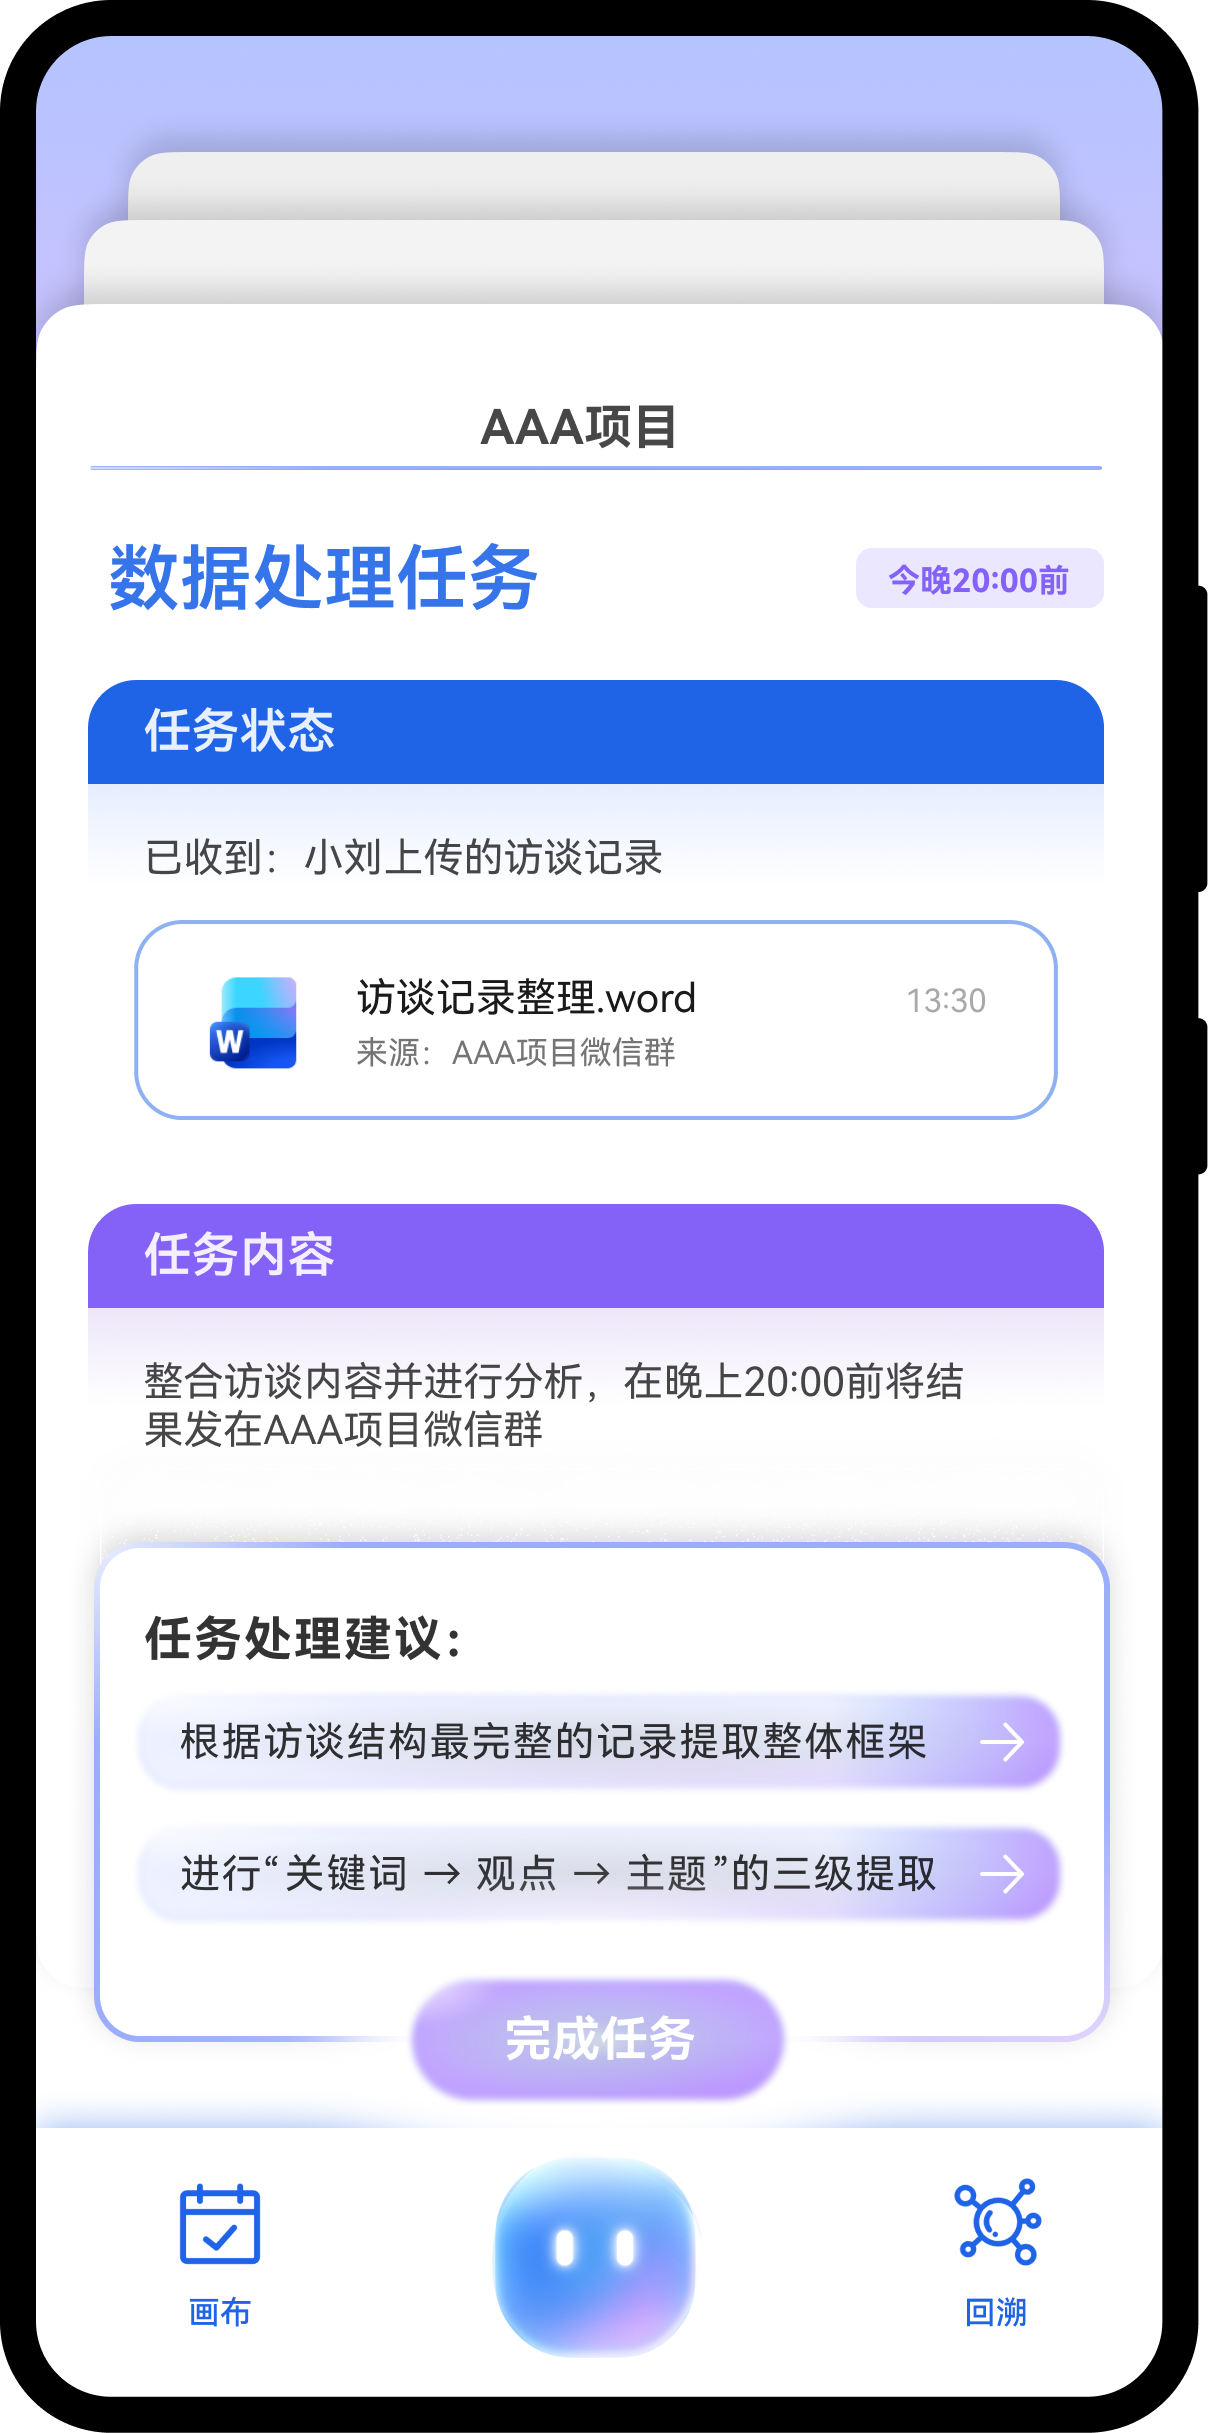 AAA项目
数据处理任务
今晚20:00前
任务状态
已收到：小刘上传的访谈记录
访谈记录整理.word
13:30
W
来源：AAA项目微信群
任务内容
整合访谈内容并进行分析，在晚上20:00前将结
果发在AAA项目微信群
任务处理建议：
根据访谈结构最完整的记录提取整体框架
进行“关键词 → 观点 → 主题”的三级提取
完成任务
画布
回溯